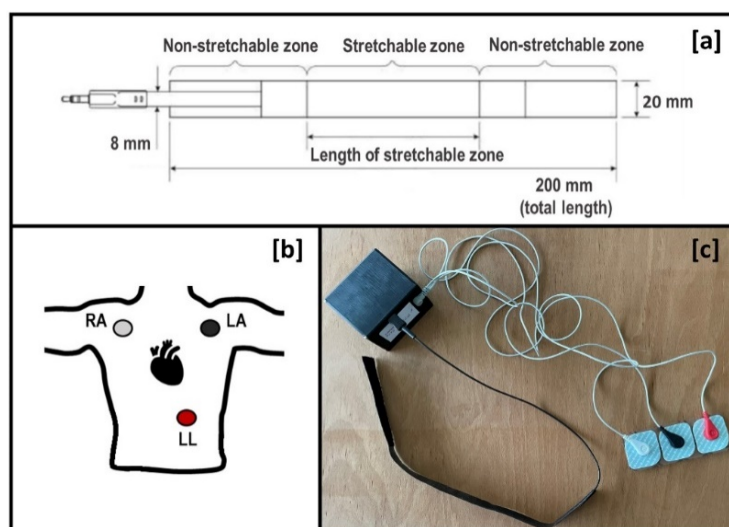 [a]
Non-stretchable zone Stretchable zone Non-stretchable zone
20 mm
8 mm
Length of stretchable zone
200 mm
(total length)
[b]
RA LA
LL
[c]